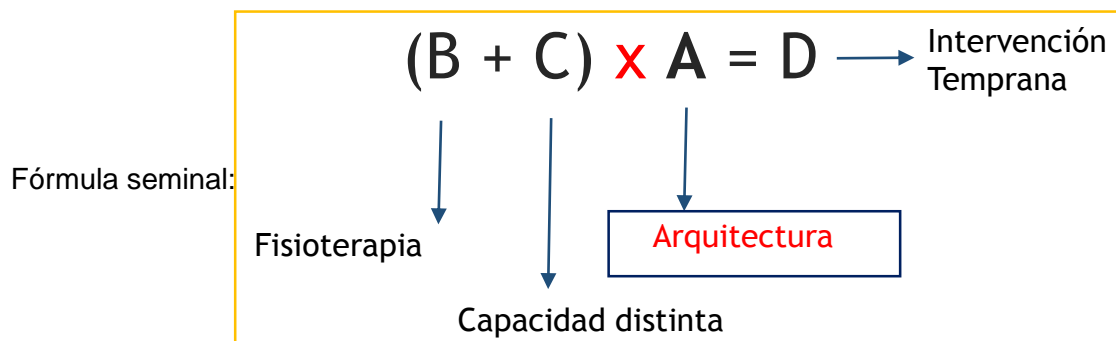 (B + C) x A = D
Intervención
Temprana
Fórmula seminal:
Fisioterapia
Arquitectura
Capacidad distinta